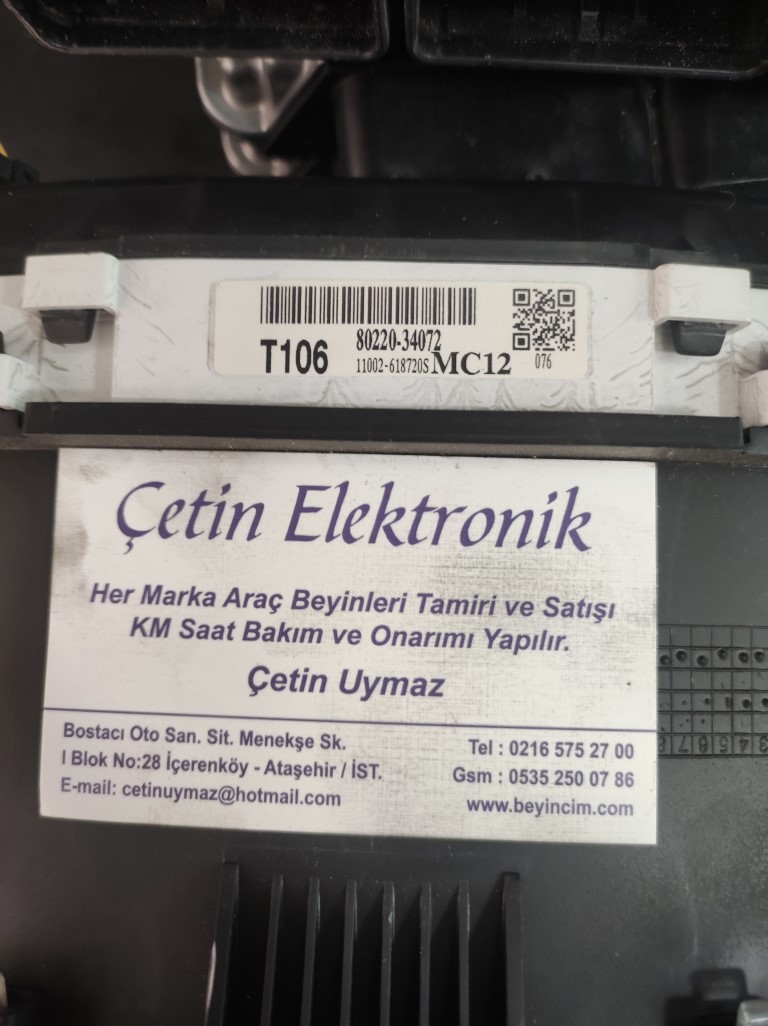 T106
80220-34072
11002-618720S MC12
076
Çetin Elektronik
Her Marka Araç Beyinleri Tamiri ve Satışı
KM Saat Bakım ve Onarımı Yapılır.
Çetin Uymaz
Bostacı Oto San. Sit. Menekşe Sk.
I Blok No:28 İçerenköy - Ataşehir / İST.
E-mail: cetinuymaz@hotmail.com
Tel : 0216 575 27 00
Gsm : 0535 250 07 86
www.beyincim.com